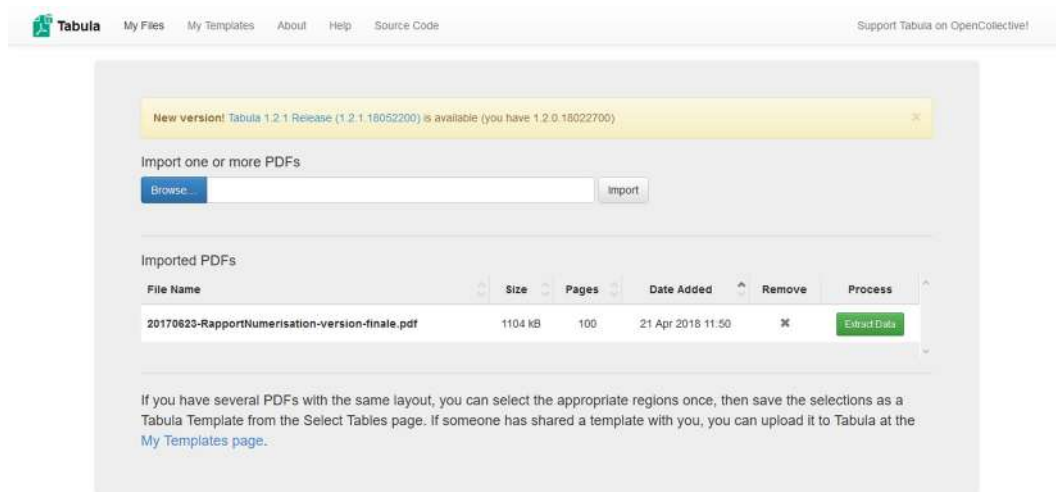 Tabula My Files My Templates About Help Source Code Support Tabula on OpenCollective!
New version! Tabula 1.2.1 Release (1.2.1.18052200) is available (you have 1.2.0.18022700) ×
Import one or more PDFs
Browse... Import
Imported PDFs
File Name Size Pages Date Added Remove Process
20170623-RapportNumerisation-version-finale.pdf 1104 kB 100 21 Apr 2018 11:50 ✖ Extract Data
If you have several PDFs with the same layout, you can select the appropriate regions once, then save the selections as a
Tabula Template from the Select Tables page. If someone has shared a template with you, you can upload it to Tabula at the
My Templates page.